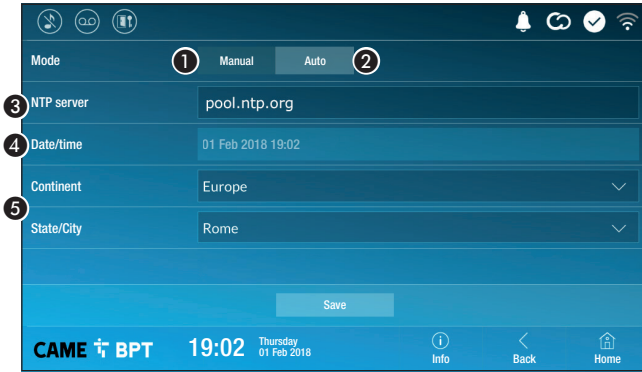 Mode
1 Manual Auto 2
3 NTP server pool.ntp.org
4 Date/time 01 Feb 2018 19:02
Continent Europe
5
State/City Rome
Save
CAME BPT 19:02 Thursday
01 Feb 2018
Info Back Home